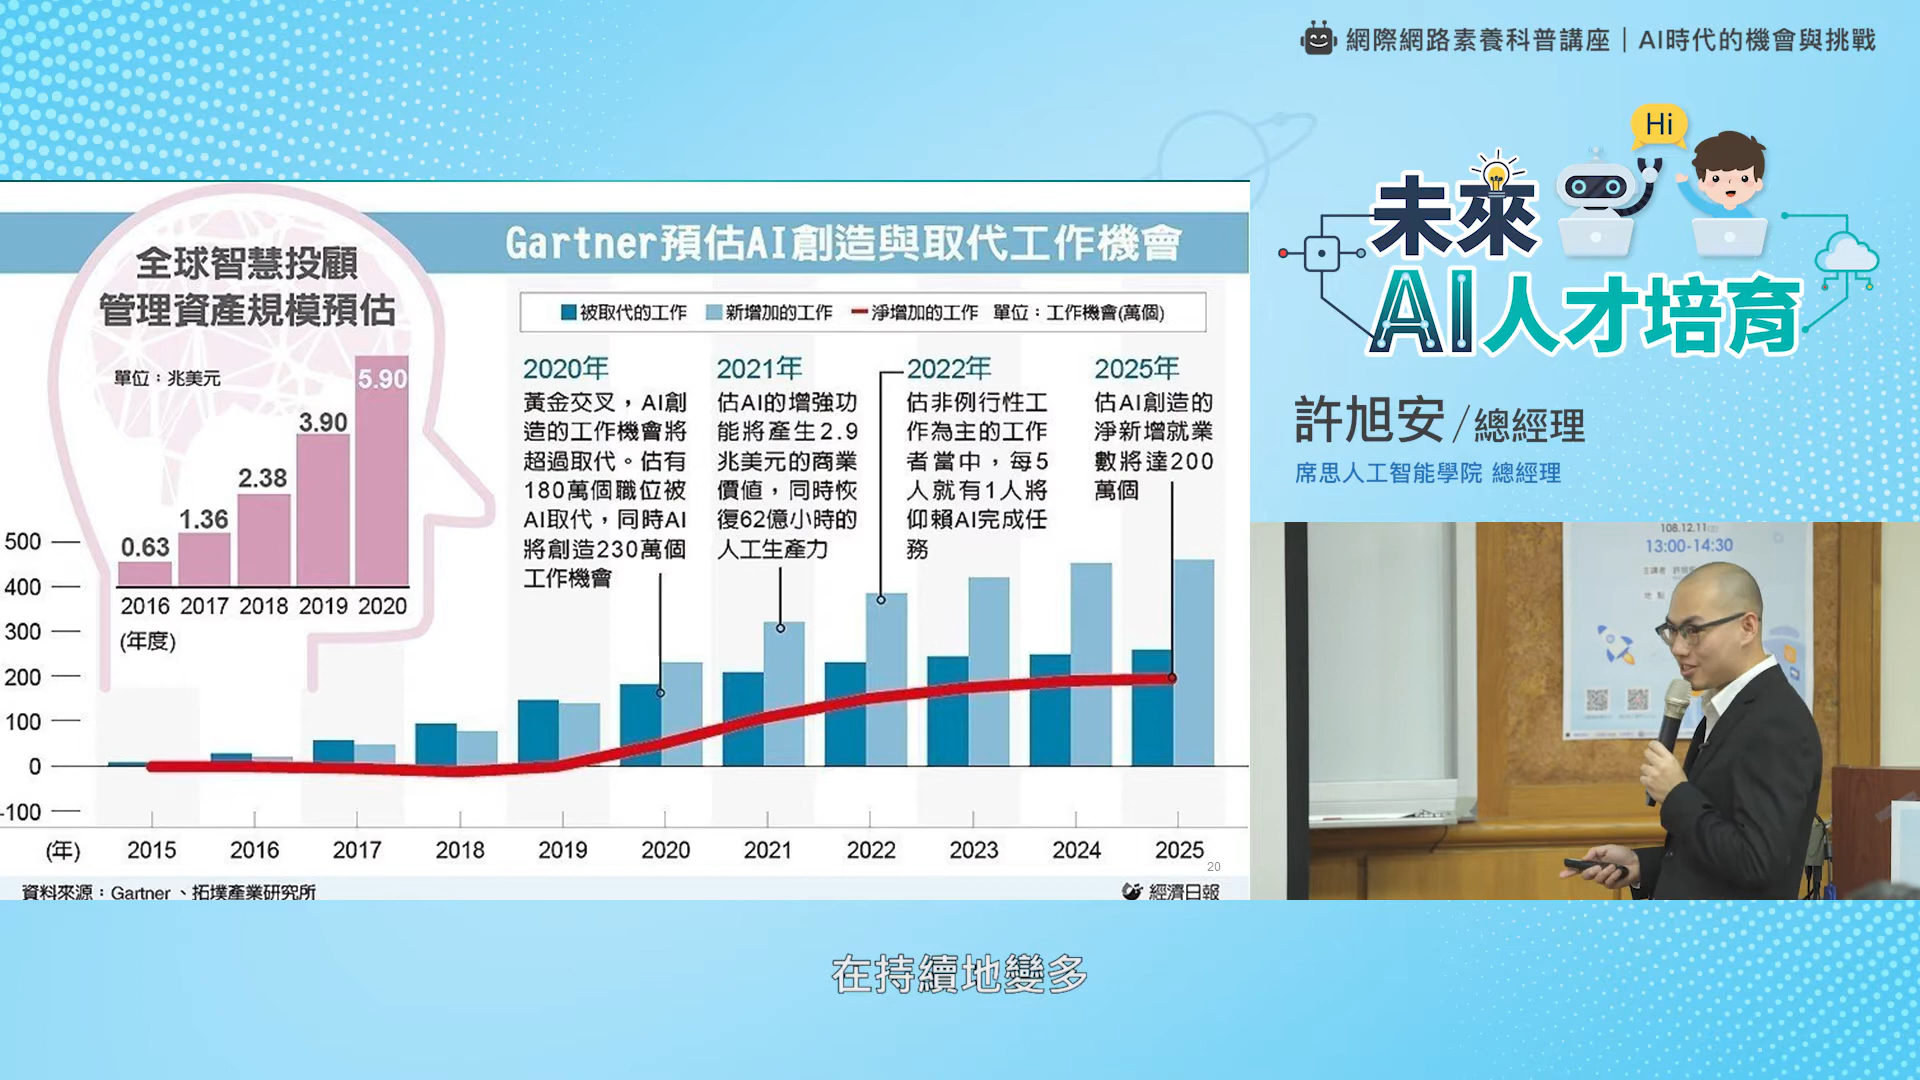 網際網路素養科普講座｜AI時代的機會與挑戰
Hi
未來
AI人才培育
許旭安/總經理
席思人工智能學院 總經理
Gartner預估AI創造與取代工作機會
全球智慧投顧
管理資產規模預估
單位：兆美元
0.63
1.36
2.38
3.90
5.90
2016 2017 2018 2019 2020
(年度)
被取代的工作 新增加的工作 淨增加的工作 單位：工作機會(萬個)
2020年
黃金交叉，AI創
造的工作機會將
超過取代。估有
180萬個職位被
AI取代，同時AI
將創造230萬個
工作機會
2021年
估AI的增強功
能將產生2.9
兆美元的商業
價值，同時恢
復62億小時的
人工生產力
2022年
估非例行性工
作為主的工作
者當中，每5
人就有1人將
仰賴AI完成任
務
2025年
估AI創造的
淨新增就業
數將達200
萬個
500
400
300
200
100
0
-100
(年) 2015 2016 2017 2018 2019 2020 2021 2022 2023 2024 2025
20
資料來源：Gartner、拓墣產業研究所
經濟日報
108.12.11
13:00-14:30
在持續地變多